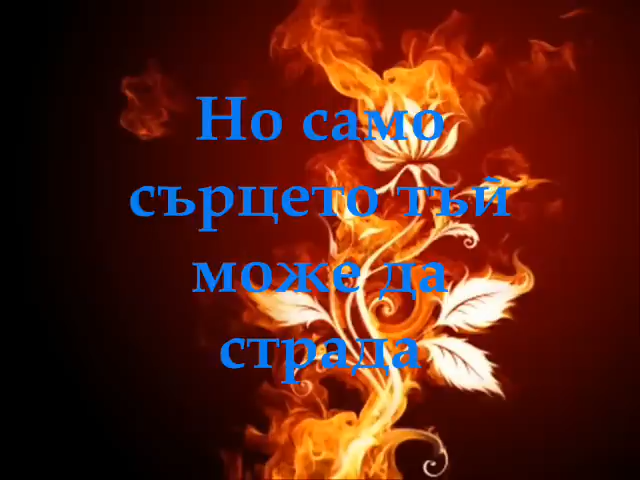 Но само
сърцето тъй
може да
страда